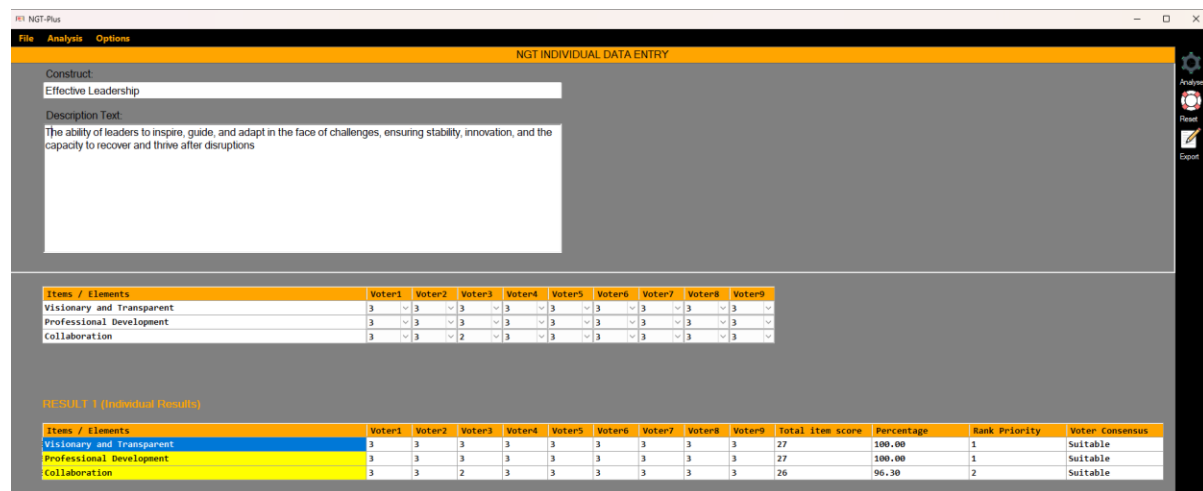 PER NGT-Plus
File Analysis Options
NGT INDIVIDUAL DATA ENTRY
Construct:
Effective Leadership
Description Text:
The ability of leaders to inspire, guide, and adapt in the face of challenges, ensuring stability, innovation, and the
capacity to recover and thrive after disruptions
Analyse
Reset
Export
Items / Elements Voter1 Voter2 Voter3 Voter4 Voter5 Voter6 Voter7 Voter8 Voter9
Visionary and Transparent 3 3 3 3 3 3 3 3 3
Professional Development 3 3 3 3 3 3 3 3 3
Collaboration 3 3 2 3 3 3 3 3 3
RESULT 1 (Individual Results)
Items / Elements Voter1 Voter2 Voter3 Voter4 Voter5 Voter6 Voter7 Voter8 Voter9 Total item score Percentage Rank Priority Voter Consensus
Visionary and Transparent 3 3 3 3 3 3 3 3 3 27 100.00 1 Suitable
Professional Development 3 3 3 3 3 3 3 3 3 27 100.00 1 Suitable
Collaboration 3 3 2 3 3 3 3 3 3 26 96.30 2 Suitable